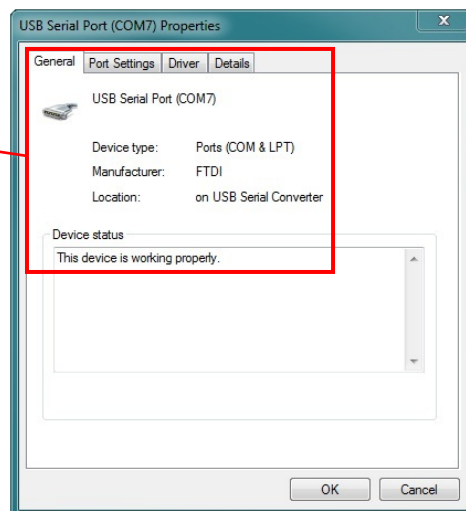 USB Serial Port (COM7) Properties
General Port Settings Driver Details
USB Serial Port (COM7)
Device type: Ports (COM & LPT)
Manufacturer: FTDI
Location: on USB Serial Converter
Device status
This device is working properly.
OK Cancel